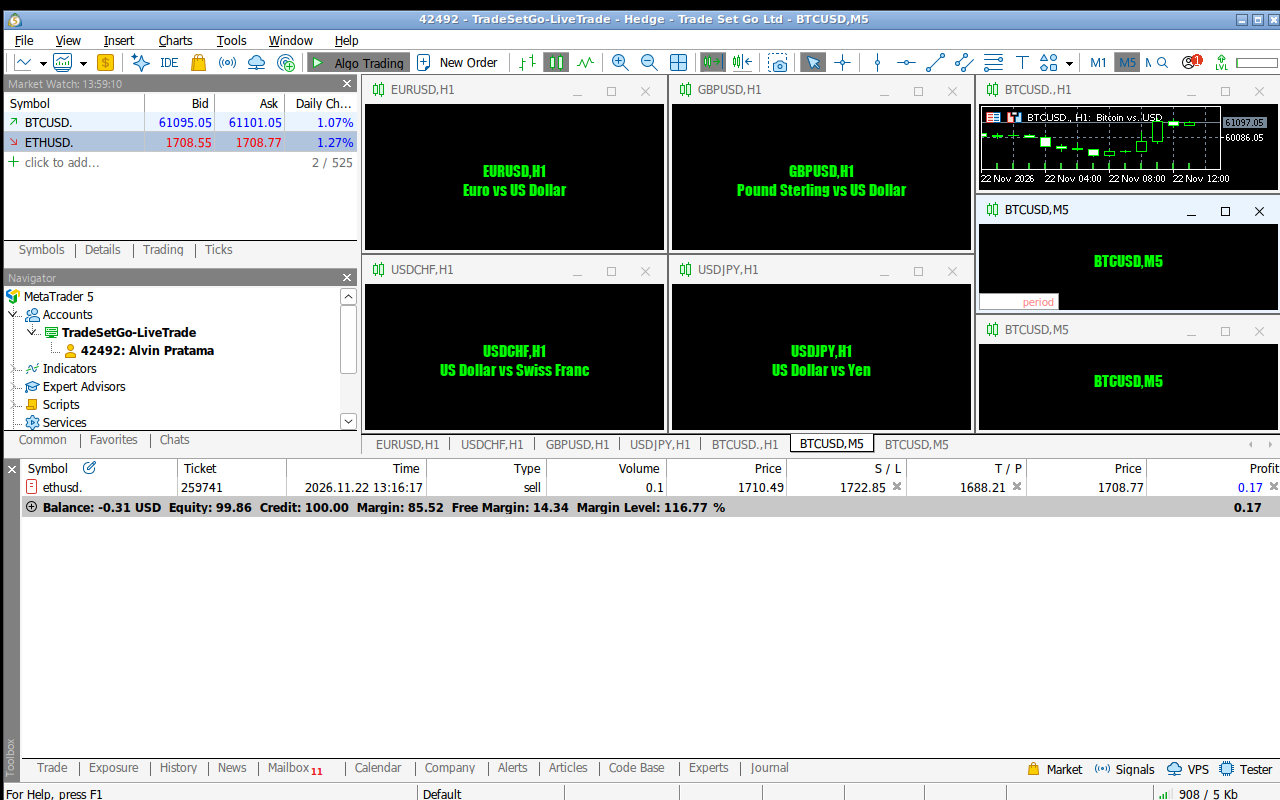 42492 - TradeSetGo-LiveTrade - Hedge - Trade Set Go Ltd - BTCUSD,M5
File View Insert Charts Tools Window Help
IDE Algo Trading New Order M1 M5 1 LVL
Market Watch: 13:59:10
Symbol Bid Ask Daily Ch...
BTCUSD. 61095.05 61101.05 1.07%
ETHUSD. 1708.55 1708.77 1.27%
click to add... 2 / 525
Symbols Details Trading Ticks
Navigator
MetaTrader 5
Accounts
TradeSetGo-LiveTrade
42492: Alvin Pratama
Indicators
Expert Advisors
Scripts
Services
Common Favorites Chats
EURUSD,H1
EURUSD,H1
Euro vs US Dollar
GBPUSD,H1
GBPUSD,H1
Pound Sterling vs US Dollar
BTCUSD.,H1
BTCUSD., H1: Bitcoin vs. USD
61097.05
60086.05
22 Nov 2026 22 Nov 04:00 22 Nov 08:00 22 Nov 12:00
BTCUSD,M5
BTCUSD,M5
period
USDCHF,H1
USDCHF,H1
US Dollar vs Swiss Franc
USDJPY,H1
USDJPY,H1
US Dollar vs Yen
BTCUSD,M5
BTCUSD,M5
EURUSD,H1 USDCHF,H1 GBPUSD,H1 USDJPY,H1 BTCUSD.,H1 BTCUSD,M5 BTCUSD,M5
Symbol Ticket Time Type Volume Price S / L T / P Price Profit
ethusd. 259741 2026.11.22 13:16:17 sell 0.1 1710.49 1722.85 1688.21 1708.77 0.17
Balance: -0.31 USD Equity: 99.86 Credit: 100.00 Margin: 85.52 Free Margin: 14.34 Margin Level: 116.77 % 0.17
Toolbox
Trade Exposure History News Mailbox 11 Calendar Company Alerts Articles Code Base Experts Journal Market Signals VPS Tester
For Help, press F1 Default 908 / 5 Kb